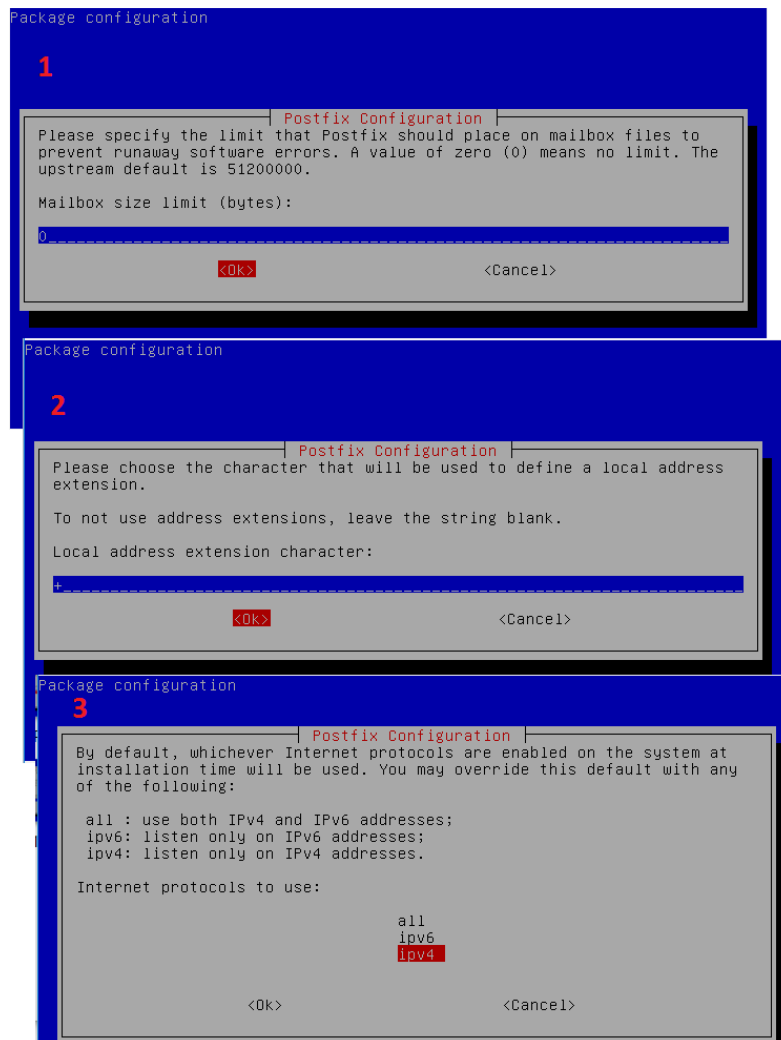 Package configuration
1
Postfix Configuration
Please specify the limit that Postfix should place on mailbox files to
prevent runaway software errors. A value of zero (0) means no limit. The
upstream default is 51200000.
Mailbox size limit (bytes):
0
<Ok> <Cancel>
Package configuration
2
Postfix Configuration
Please choose the character that will be used to define a local address
extension.
To not use address extensions, leave the string blank.
Local address extension character:
+
<Ok> <Cancel>
Package configuration
3
Postfix Configuration
By default, whichever Internet protocols are enabled on the system at
installation time will be used. You may override this default with any
of the following:
all : use both IPv4 and IPv6 addresses;
ipv6: listen only on IPv6 addresses;
ipv4: listen only on IPv4 addresses.
Internet protocols to use:
all
ipv6
ipv4
<Ok> <Cancel>